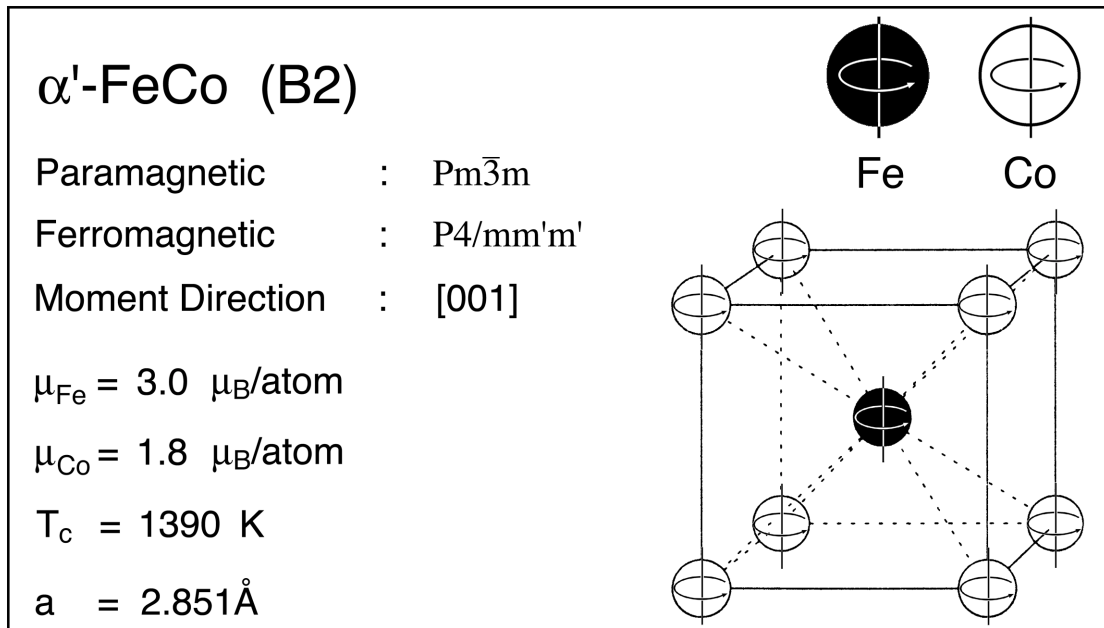 α'-FeCo (B2)
Fe Co
Paramagnetic : Pm3̅m
Ferromagnetic : P4/mm'm'
Moment Direction : [001]
μFe = 3.0 μB/atom
μCo = 1.8 μB/atom
Tc = 1390 K
a = 2.851Å